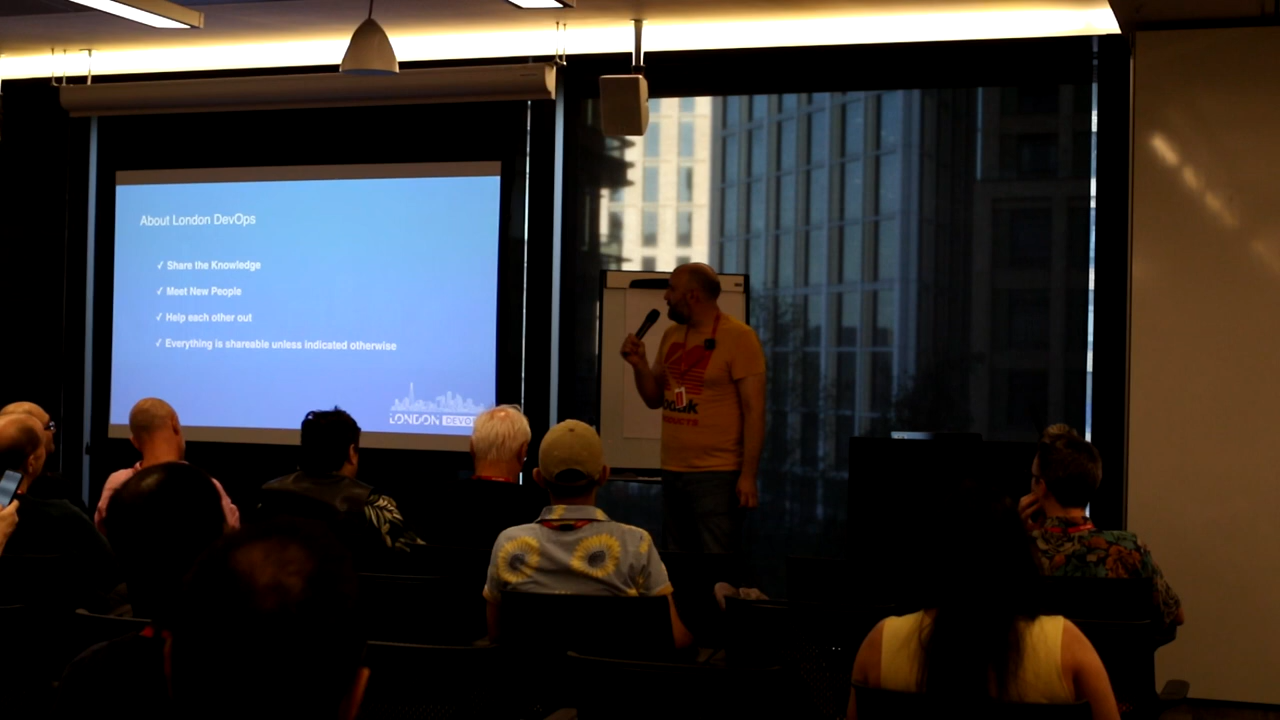 About London DevOps
✓ Share the Knowledge
✓ Meet New People
✓ Help each other out
✓ Everything is shareable unless indicated otherwise
LONDON